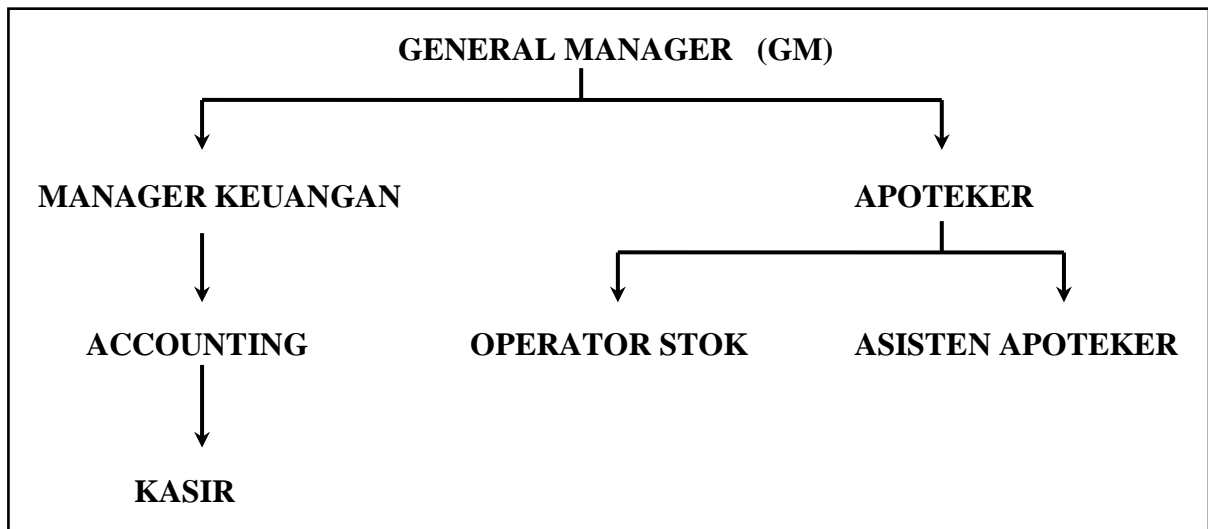 GENERAL MANAGER (GM)
MANAGER KEUANGAN
APOTEKER
ACCOUNTING
OPERATOR STOK
ASISTEN APOTEKER
KASIR